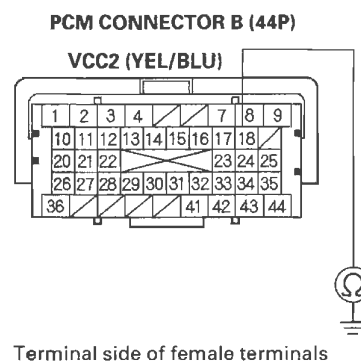 PCM CONNECTOR B (44P)
VCC2 (YEL/BLU)
1 2 3 4 7 8 9
10 11 12 13 14 15 16 17 18
20 21 22 23 24 25
26 27 28 29 30 31 32 33 34 35
36 41 42 43 44
Ω
Terminal side of female terminals